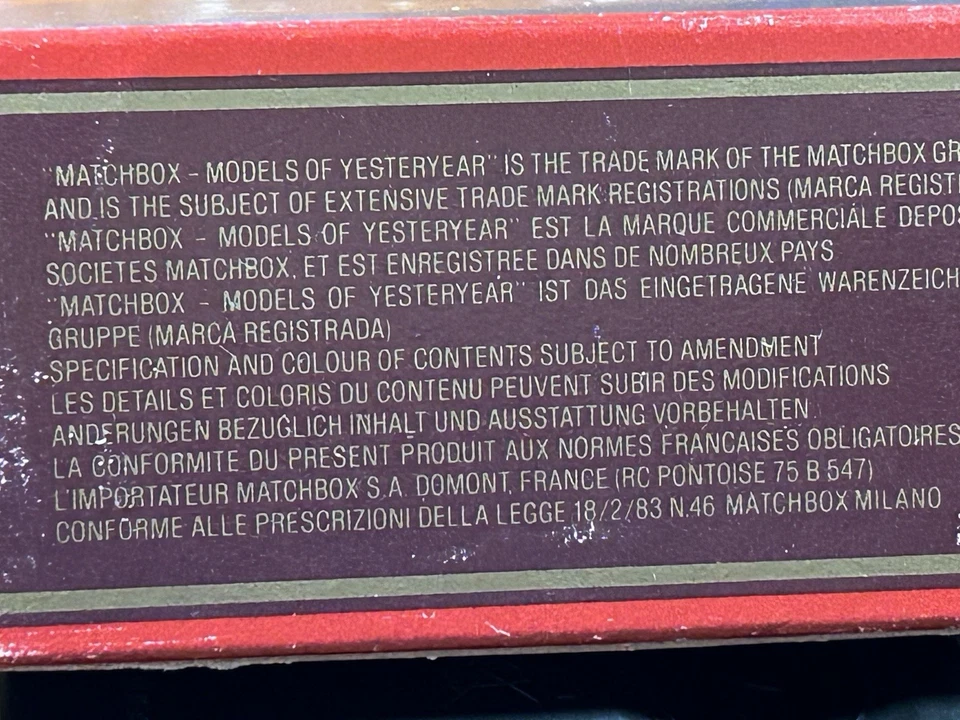 "MATCHBOX - MODELS OF YESTERYEAR" IS THE TRADE MARK OF THE MATCHBOX
AND IS THE SUBJECT OF EXTENSIVE TRADE MARK REGISTRATIONS (MARCA
"MATCHBOX - MODELS OF YESTERYEAR" EST LA MARQUE COMMERCIALE
SOCIETES MATCHBOX, ET EST ENREGISTREE DANS DE NOMBREUX PAYS
"MATCHBOX - MODELS OF YESTERYEAR" IST DAS EINGETRAGENE
GRUPPE (MARCA REGISTRADA)
SPECIFICATION AND COLOUR OF CONTENTS SUBJECT TO AMENDMENT
LES DETAILS ET COLORIS DU CONTENU PEUVENT SUBIR DES MODIFICATIONS
ANDERUNGEN BEZUGLICH INHALT UND AUSSTATTUNG VORBEHALTEN
LA CONFORMITE DU PRESENT PRODUIT AUX NORMES FRANCAISES OBLIGATOIRES
L'IMPORTATEUR MATCHBOX S.A. DOMONT, FRANCE (RC PONTOISE 75 B 547)
CONFORME ALLE PRESCRIZIONI DELLA LEGGE 18/2/83 N.46 MATCHBOX MILANO